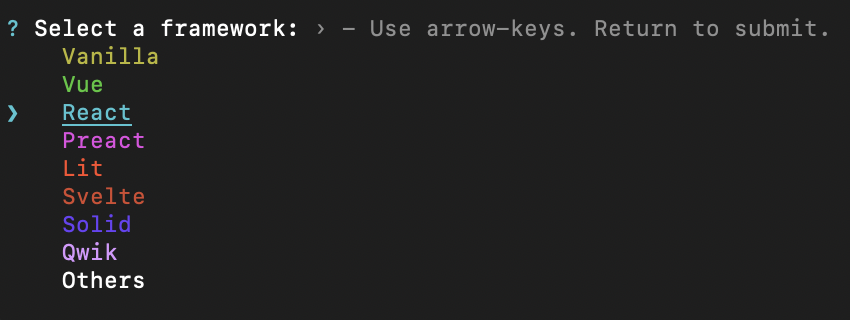 ? Select a framework: › – Use arrow-keys. Return to submit.
Vanilla
Vue
❯ React
Preact
Lit
Svelte
Solid
Qwik
Others